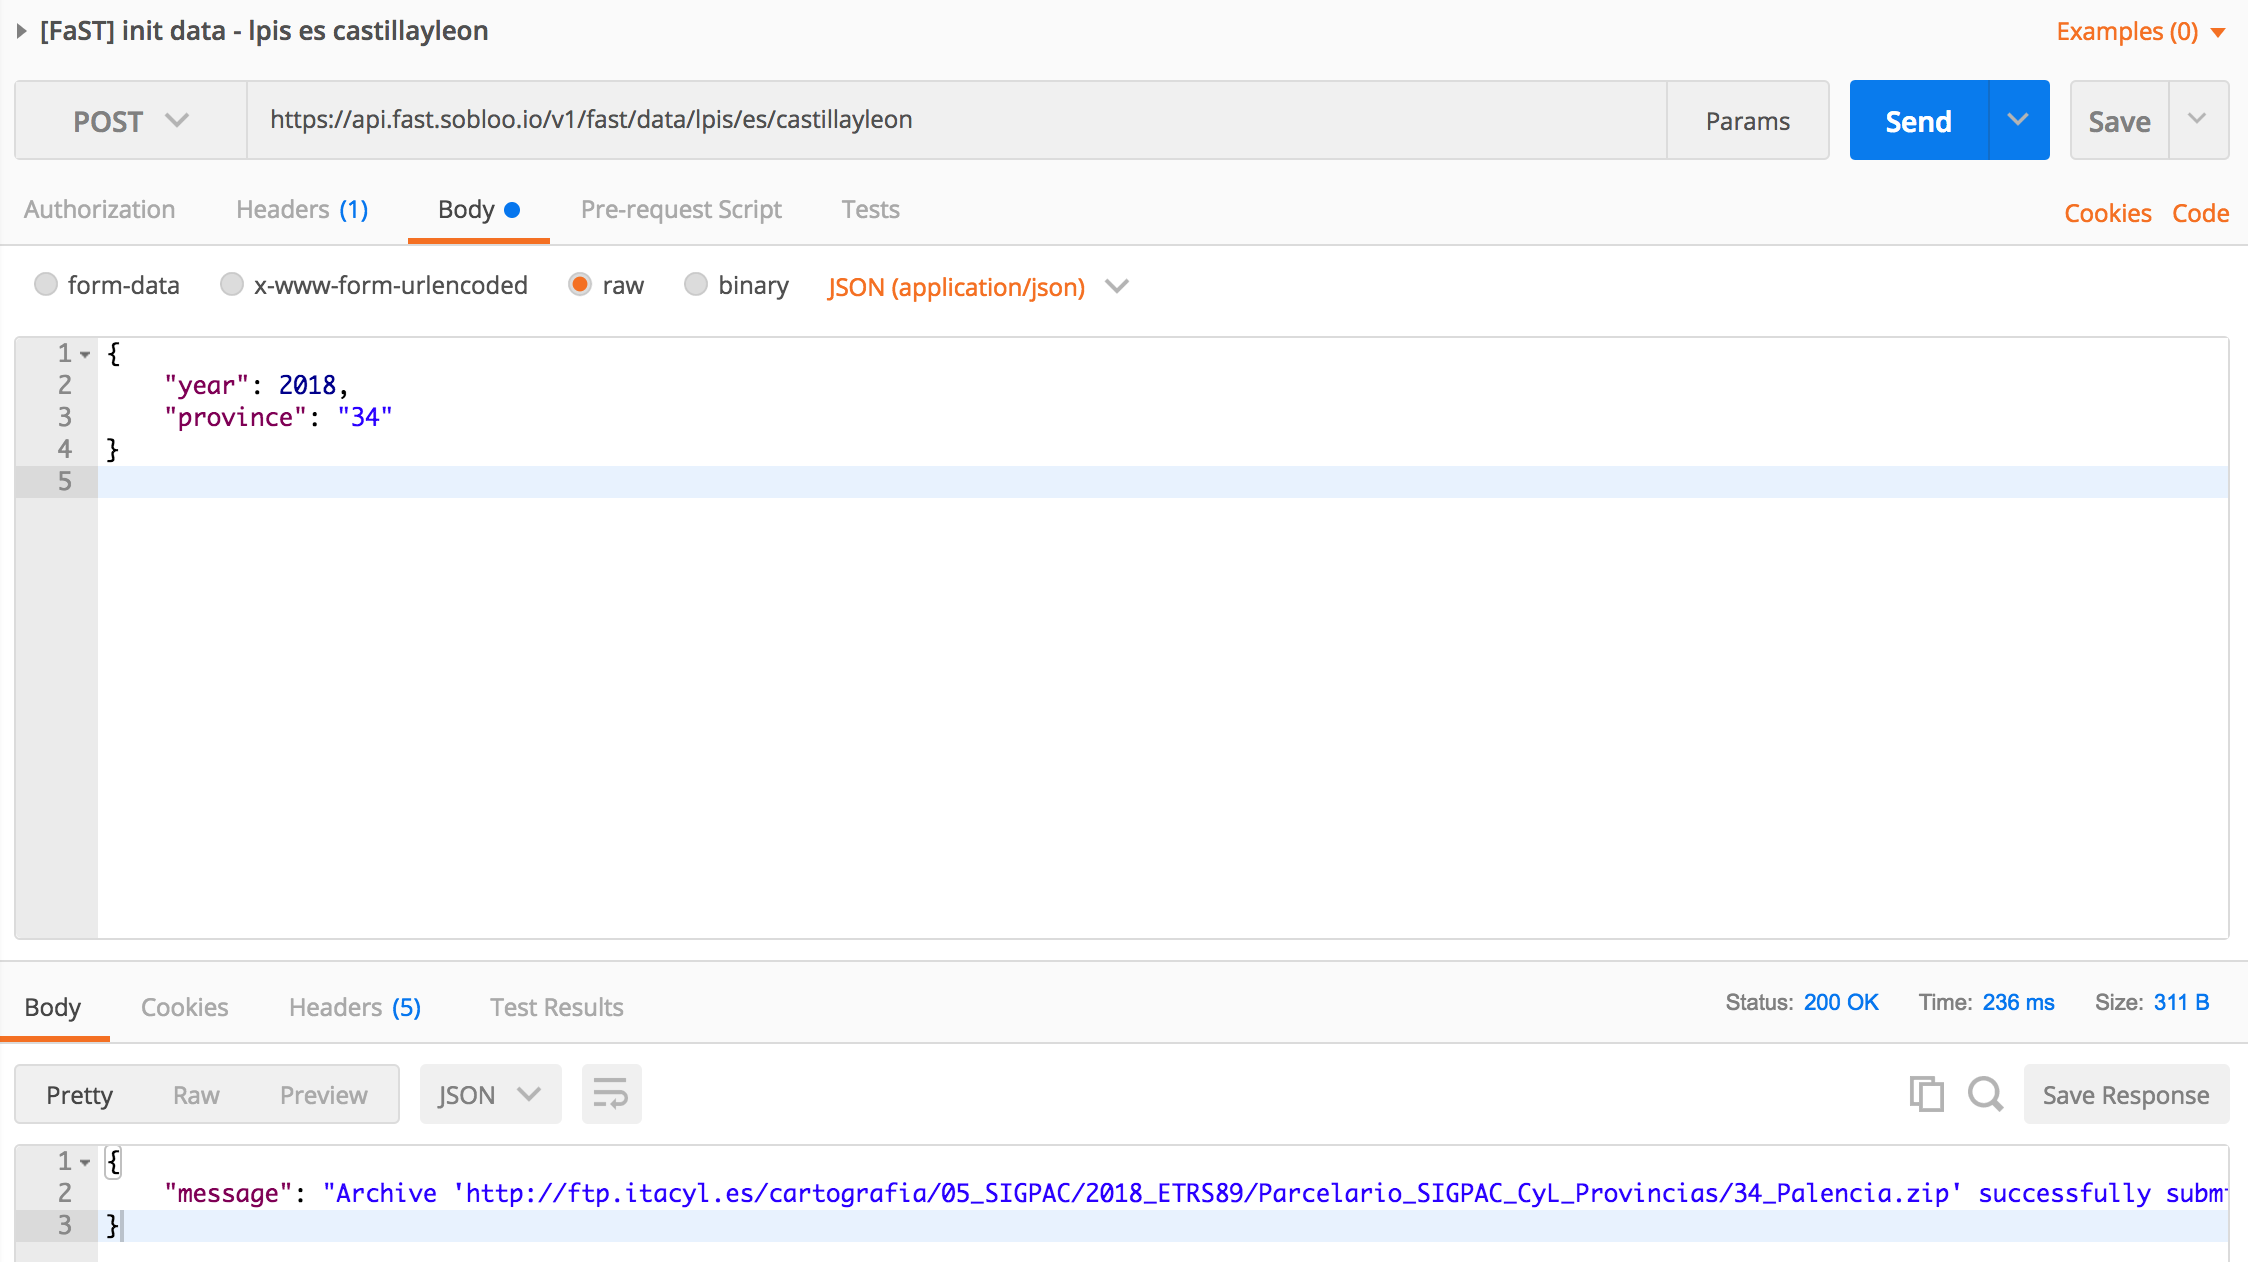 [FaST] init data - lpis es castillayleon
Examples (0)
POST
https://api.fast.sobloo.io/v1/fast/data/lpis/es/castillayleon
Params
Send
Save
Authorization
Headers (1)
Body
Pre-request Script
Tests
Cookies
Code
form-data
x-www-form-urlencoded
raw
binary
JSON (application/json)
1 {
2 "year": 2018,
3 "province": "34"
4 }
5
Body
Cookies
Headers (5)
Test Results
Status: 200 OK
Time: 236 ms
Size: 311 B
Pretty
Raw
Preview
JSON
Save Response
1 {
2 "message": "Archive 'http://ftp.itacyl.es/cartografia/05_SIGPAC/2018_ETRS89/Parcelario_SIGPAC_CyL_Provincias/34_Palencia.zip' successfully subm
3 }